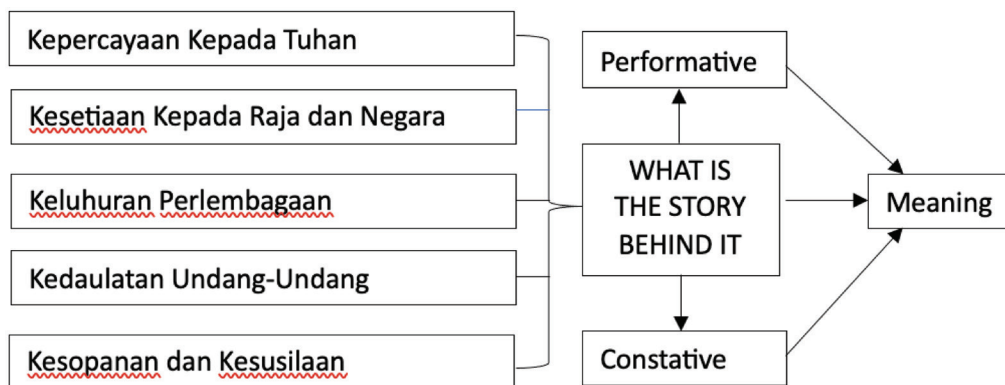 Kepercayaan Kepada Tuhan
Kesetiaan Kepada Raja dan Negara
Keluhuran Perlembagaan
Kedaulatan Undang-Undang
Kesopanan dan Kesusilaan
Performative
WHAT IS
THE STORY
BEHIND IT
Constative
Meaning